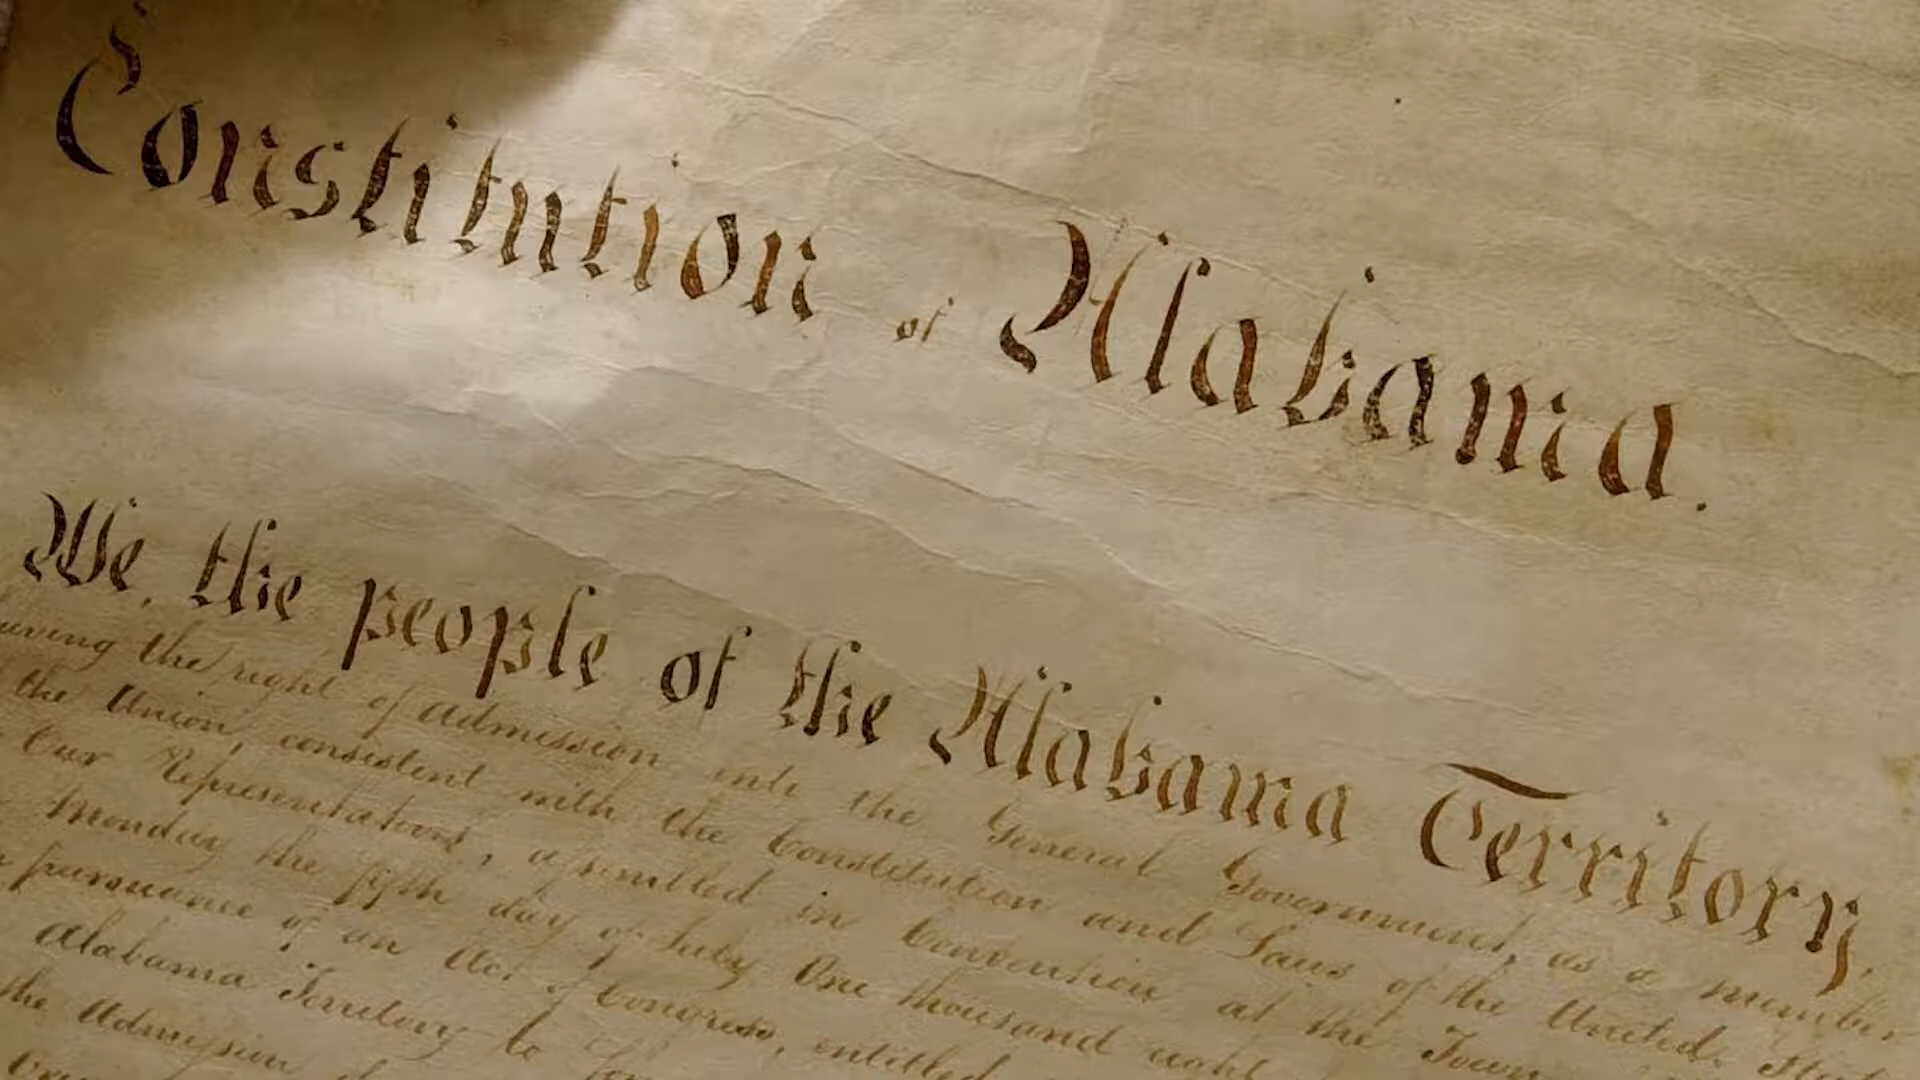 Constitution of Alabama.
We, the people of the Alabama Territory,
the right of admission into the General Government, as a member
the Union, consistent with the Constitution and Laws of the United
Our Representatives, assembled in Convention at the Town
Monday the fifth day of July One thousand eight
pursuance of an Act of Congress, entitled
Alabama Territory to
the Admission